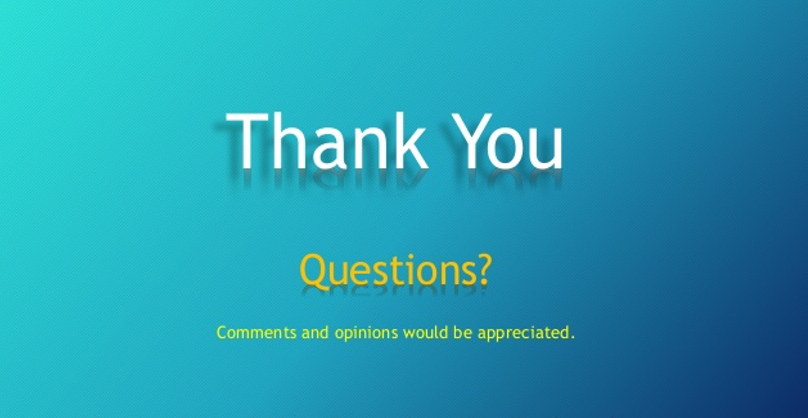 Thank You
Questions?
Comments and opinions would be appreciated.